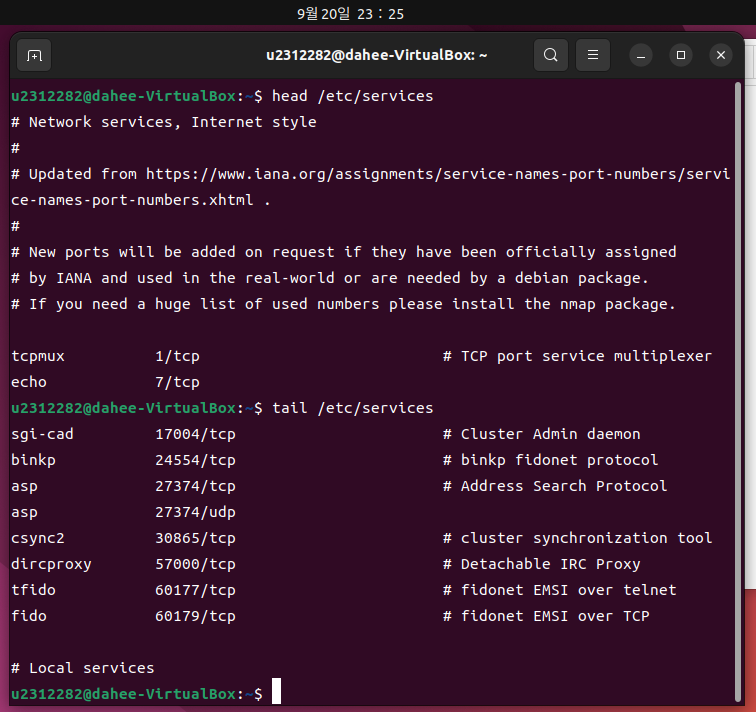 9월 20일 23 : 25
u2312282@dahee-VirtualBox: ~
u2312282@dahee-VirtualBox:~$ head /etc/services
# Network services, Internet style
#
# Updated from https://www.iana.org/assignments/service-names-port-numbers/servi
ce-names-port-numbers.xhtml .
#
# New ports will be added on request if they have been officially assigned
# by IANA and used in the real-world or are needed by a debian package.
# If you need a huge list of used numbers please install the nmap package.
tcpmux 1/tcp # TCP port service multiplexer
echo 7/tcp
u2312282@dahee-VirtualBox:~$ tail /etc/services
sgi-cad 17004/tcp # Cluster Admin daemon
binkp 24554/tcp # binkp fidonet protocol
asp 27374/tcp # Address Search Protocol
asp 27374/udp
csync2 30865/tcp # cluster synchronization tool
dircproxy 57000/tcp # Detachable IRC Proxy
tfido 60177/tcp # fidonet EMSI over telnet
fido 60179/tcp # fidonet EMSI over TCP
# Local services
u2312282@dahee-VirtualBox:~$